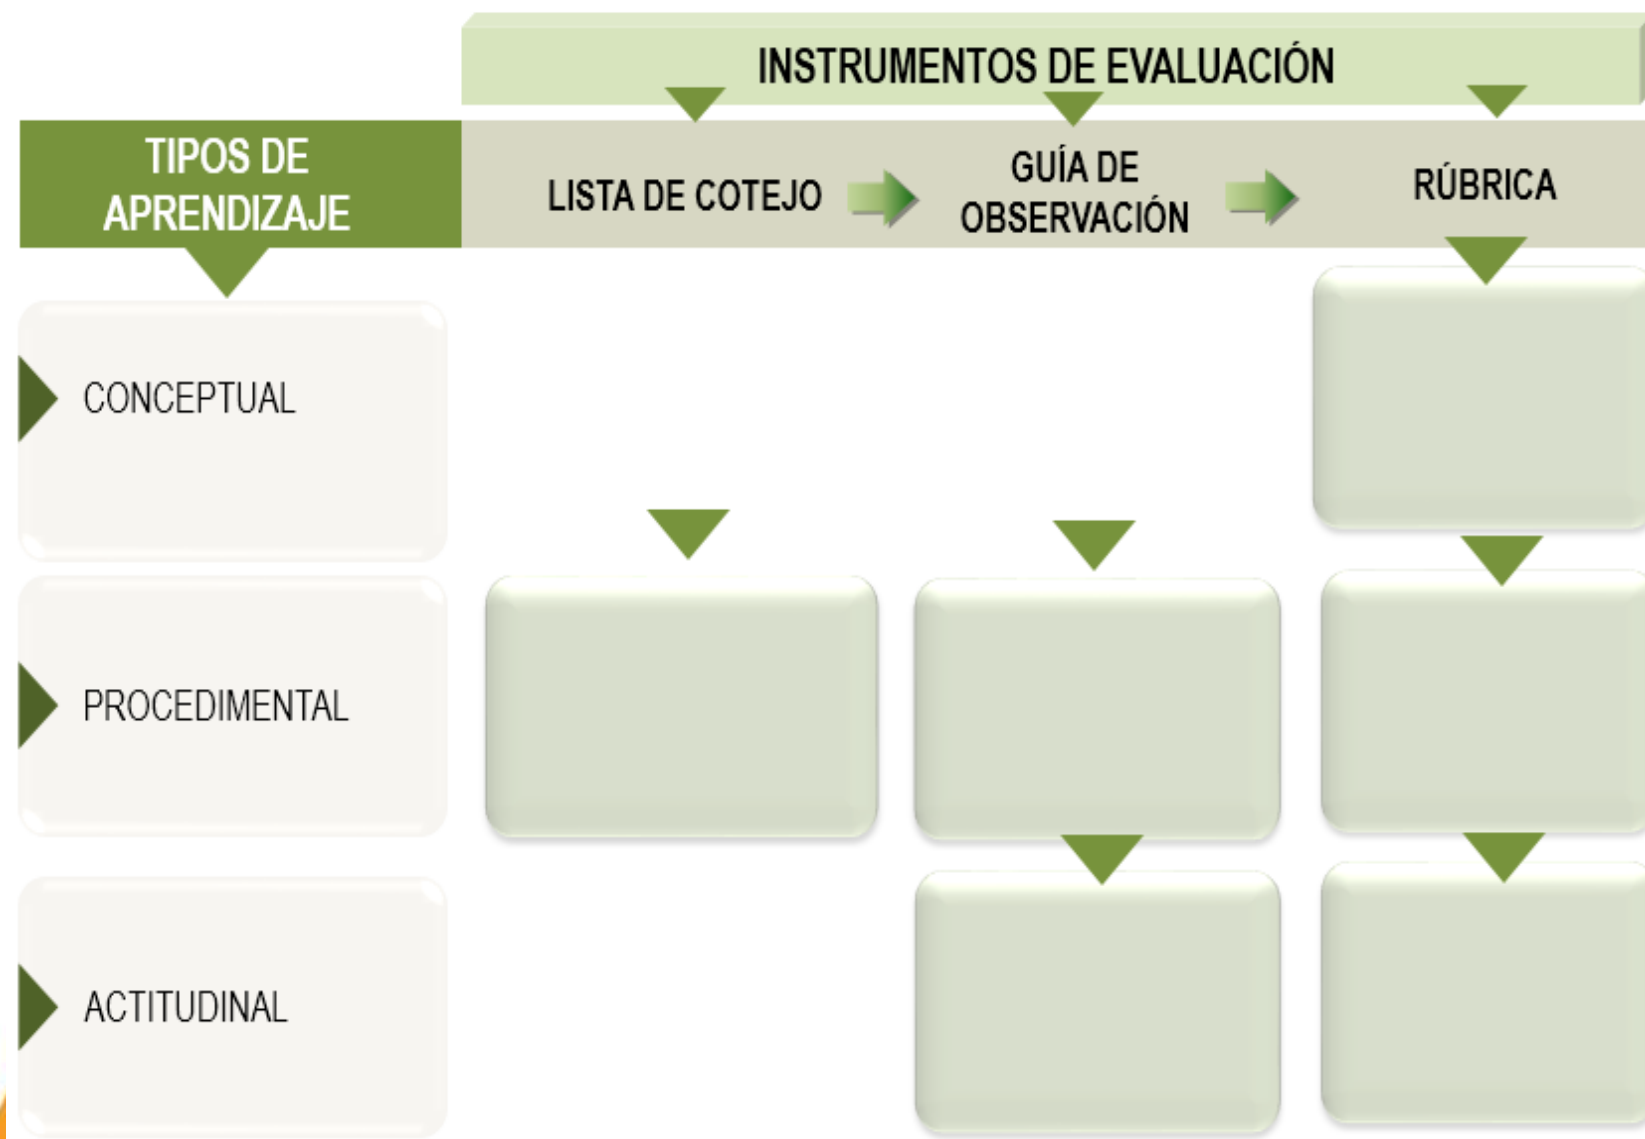 INSTRUMENTOS DE EVALUACIÓN
TIPOS DE
APRENDIZAJE
LISTA DE COTEJO
GUÍA DE
OBSERVACIÓN
RÚBRICA
CONCEPTUAL
PROCEDIMENTAL
ACTITUDINAL